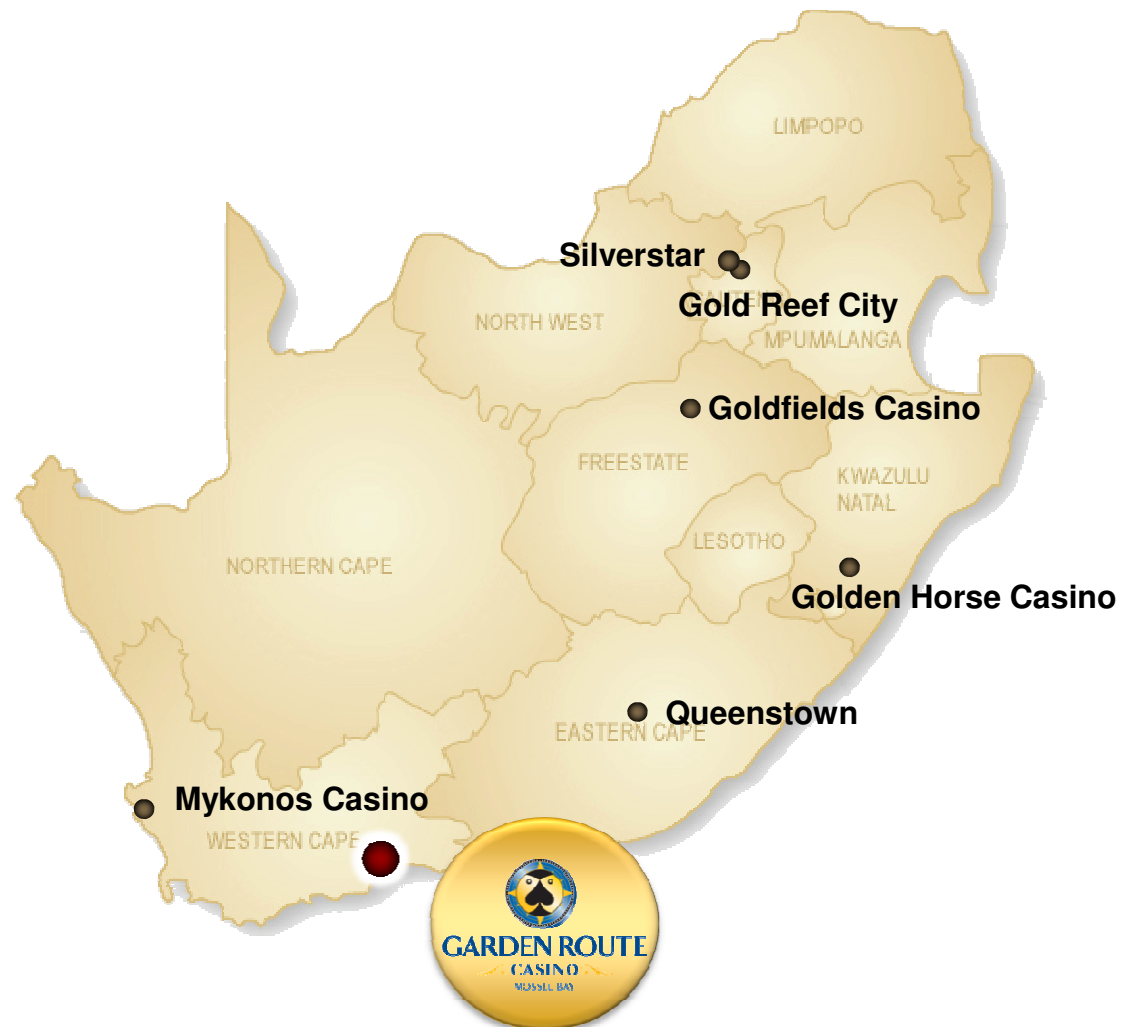 LIMPOPO
Silverstar
GAUTENG
Gold Reef City
NORTH WEST
MPUMALANGA
Goldfields Casino
FREESTATE
KWAZULU
NATAL
LESOTHO
NORTHERN CAPE
Golden Horse Casino
Queenstown
EASTERN CAPE
Mykonos Casino
WESTERN CAPE
GARDEN ROUTE
CASINO
MOSSEL BAY